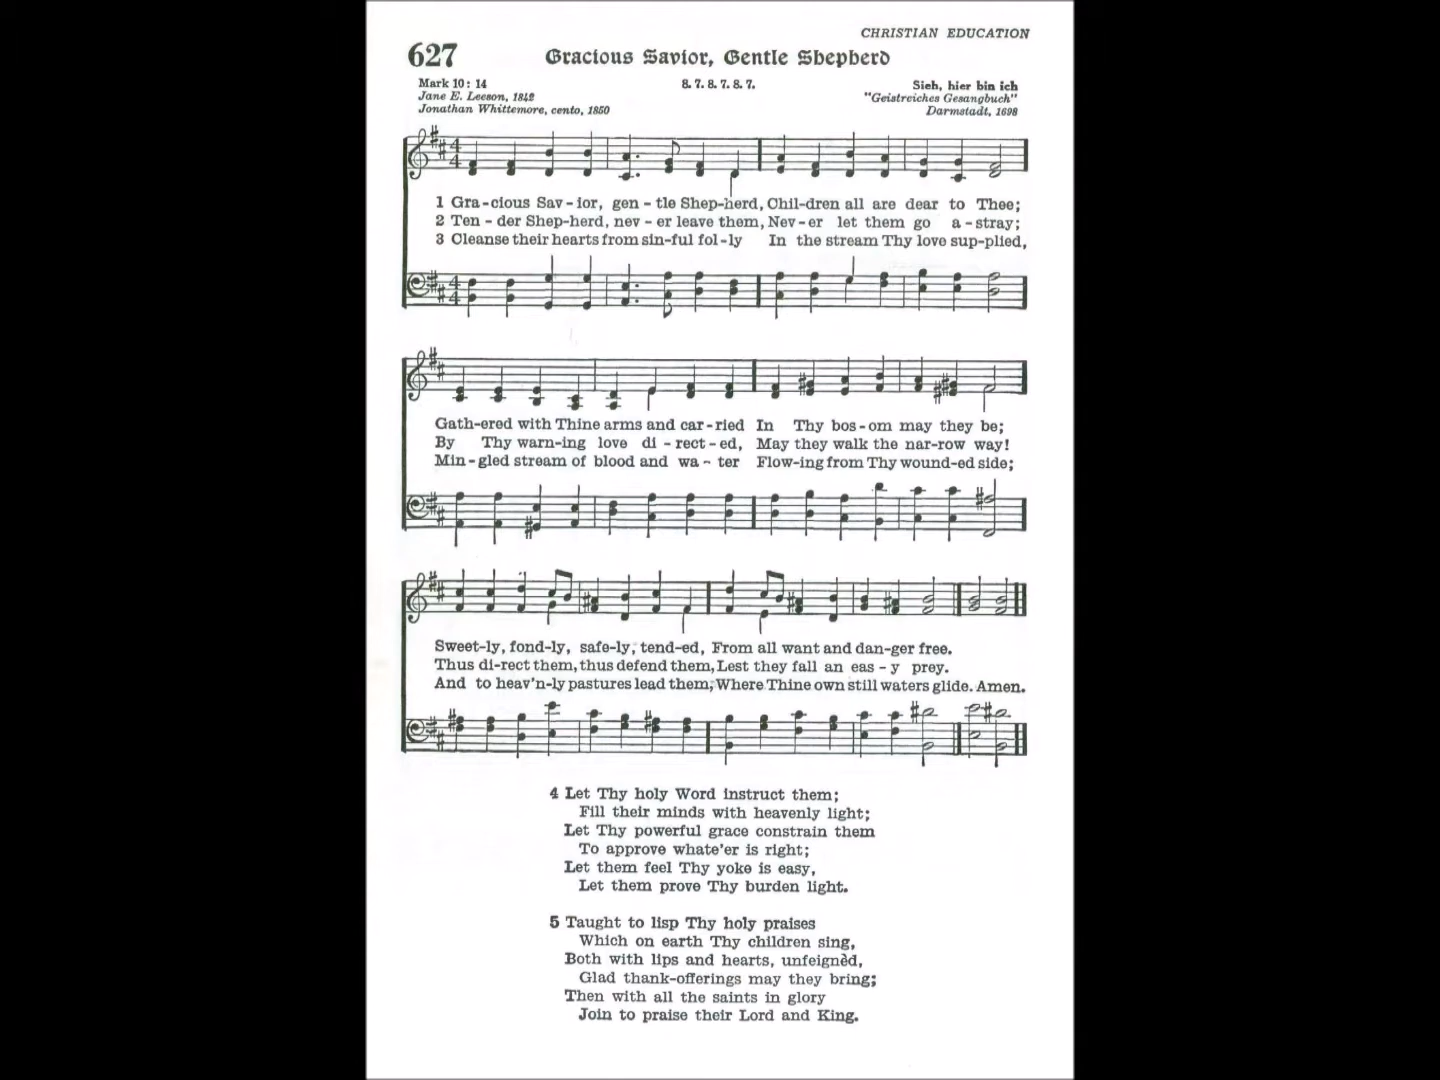 CHRISTIAN EDUCATION
627
Gracious Savior, Gentle Shepherd
Mark 10: 14
8. 7. 8. 7. 8. 7.
Sieh, hier bin ich
Jane E. Leeson, 1842
"Geistreiches Gesangbuch"
Jonathan Whittemore, cento, 1850
Darmstadt, 1698
1 Gra-cious Sav-ior, gen-tle Shep-herd, Chil-dren all are dear to Thee;
2 Ten-der Shep-herd, nev-er leave them, Nev-er let them go a-stray;
3 Cleanse their hearts from sin-ful fol-ly In the stream Thy love sup-plied,
Gath-ered with Thine arms and car-ried In Thy bos-om may they be;
By Thy warn-ing love di-rect-ed, May they walk the nar-row way!
Min-gled stream of blood and wa-ter Flow-ing from Thy wound-ed side;
Sweet-ly, fond-ly, safe-ly, tend-ed, From all want and dan-ger free.
Thus di-rect them, thus defend them, Lest they fall an eas-y prey.
And to heav'n-ly pastures lead them, Where Thine own still waters glide. Amen.
4 Let Thy holy Word instruct them;
Fill their minds with heavenly light;
Let Thy powerful grace constrain them
To approve whate'er is right;
Let them feel Thy yoke is easy,
Let them prove Thy burden light.
5 Taught to lisp Thy holy praises
Which on earth Thy children sing,
Both with lips and hearts, unfeignèd,
Glad thank-offerings may they bring;
Then with all the saints in glory
Join to praise their Lord and King.